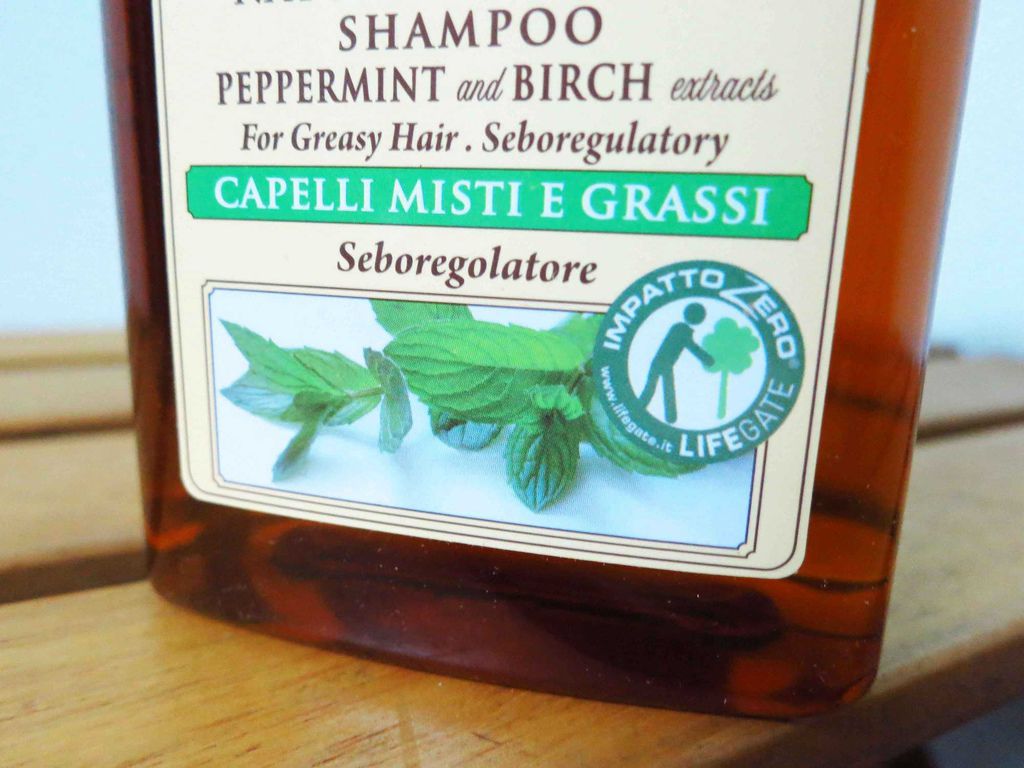 SHAMPOO
PEPPERMINT and BIRCH extracts
For Greasy Hair . Seboregulatory
CAPELLI MISTI E GRASSI
Seboregolatore
IMPATTO ZERO®
www.lifegate.it LIFEGATE